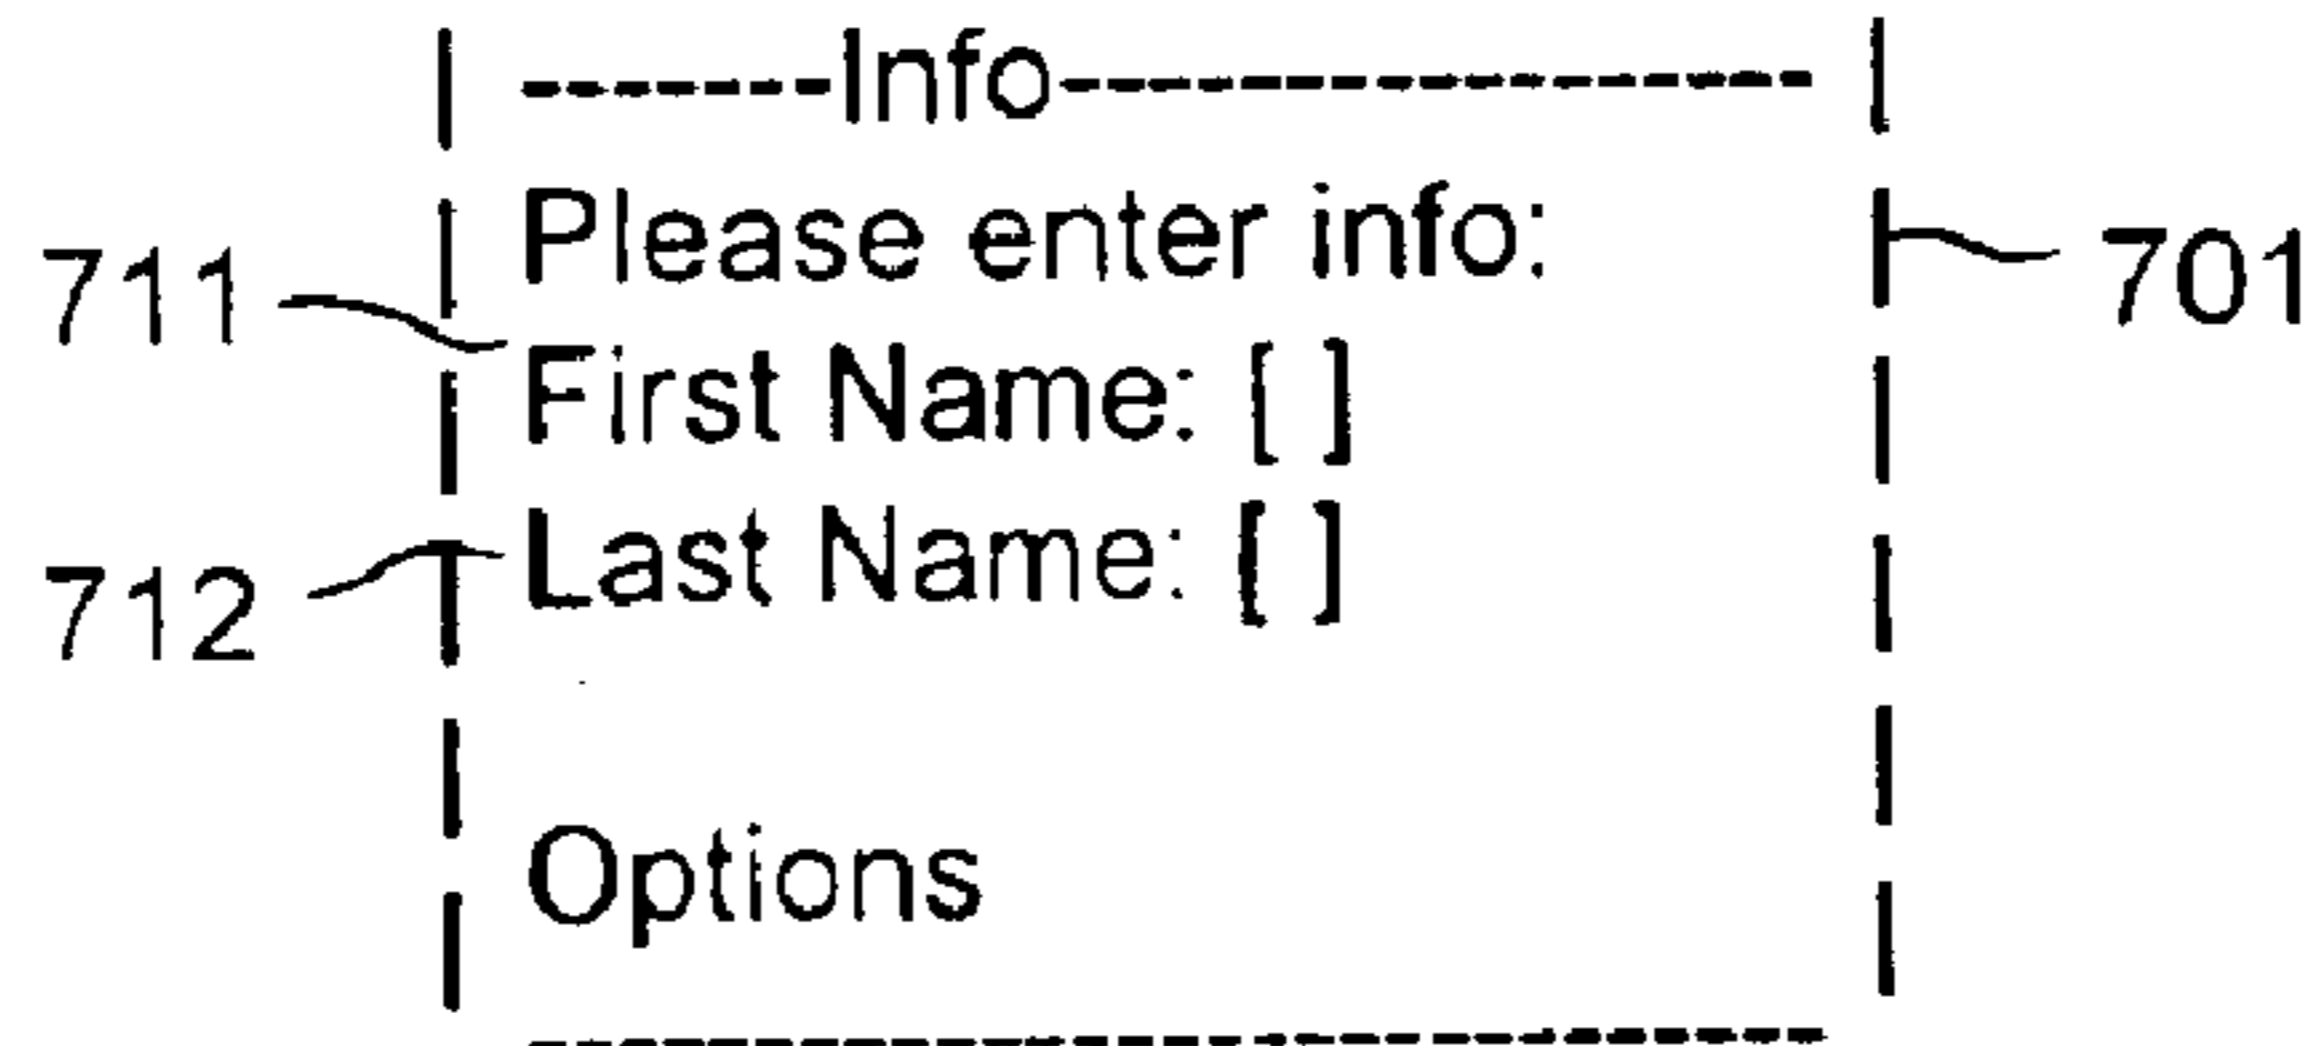 ------Info----------------
Please enter info:
701
711
First Name: [ ]
Last Name: [ ]
712
Options